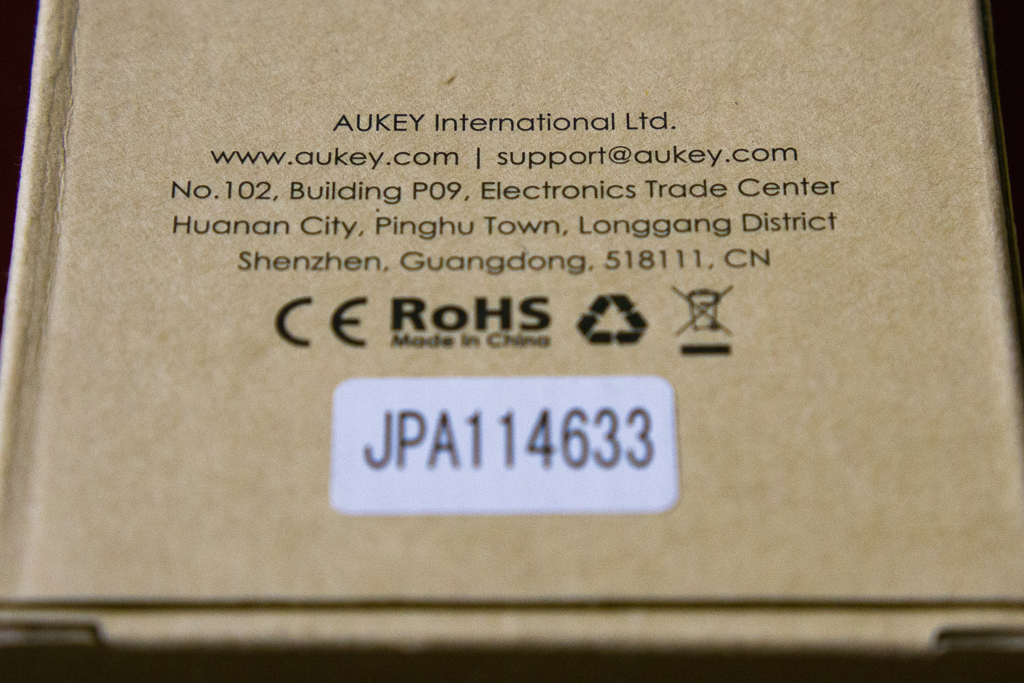 AUKEY International Ltd.
www.aukey.com | support@aukey.com
No.102, Building P09, Electronics Trade Center
Huanan City, Pinghu Town, Longgang District
Shenzhen, Guangdong, 518111, CN
CE RoHS
Made in China
JPA114633